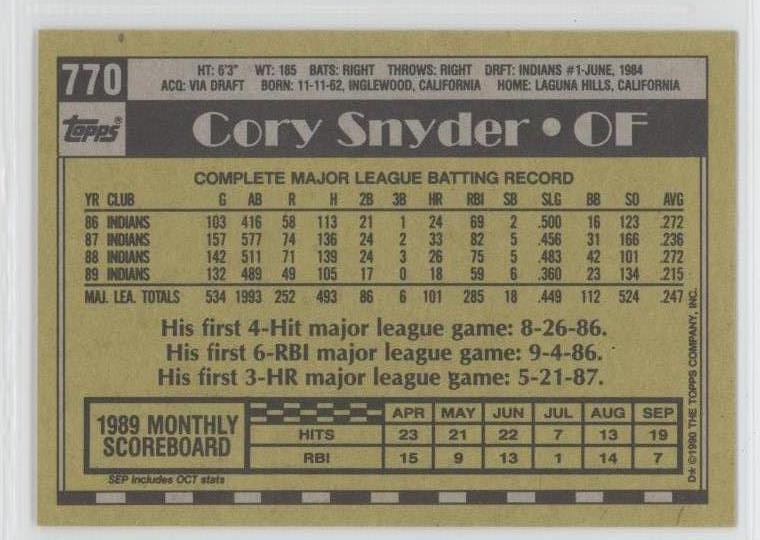 770
HT: 6'3" WT: 185 BATS: RIGHT THROWS: RIGHT DRFT: INDIANS #1-JUNE, 1984
ACQ: VIA DRAFT BORN: 11-11-62, INGLEWOOD, CALIFORNIA HOME: LAGUNA HILLS, CALIFORNIA
Topps® Cory Snyder • OF
COMPLETE MAJOR LEAGUE BATTING RECORD
YR CLUB G AB R H 2B 3B HR RBI SB SLG BB SO AVG
86 INDIANS 103 416 58 113 21 1 24 69 2 .500 16 123 .272
87 INDIANS 157 577 74 136 24 2 33 82 5 .456 31 166 .236
88 INDIANS 142 511 71 139 24 3 26 75 5 .483 42 101 .272
89 INDIANS 132 489 49 105 17 0 18 59 6 .360 23 134 .215
MAJ. LEA. TOTALS 534 1993 252 493 86 6 101 285 18 .449 112 524 .247
His first 4-Hit major league game: 8-26-86.
His first 6-RBI major league game: 9-4-86.
His first 3-HR major league game: 5-21-87.
1989 MONTHLY
SCOREBOARD
APR MAY JUN JUL AUG SEP
HITS 23 21 22 7 13 19
RBI 15 9 13 1 14 7
SEP includes OCT stats
D★ ©1990 THE TOPPS COMPANY, INC.